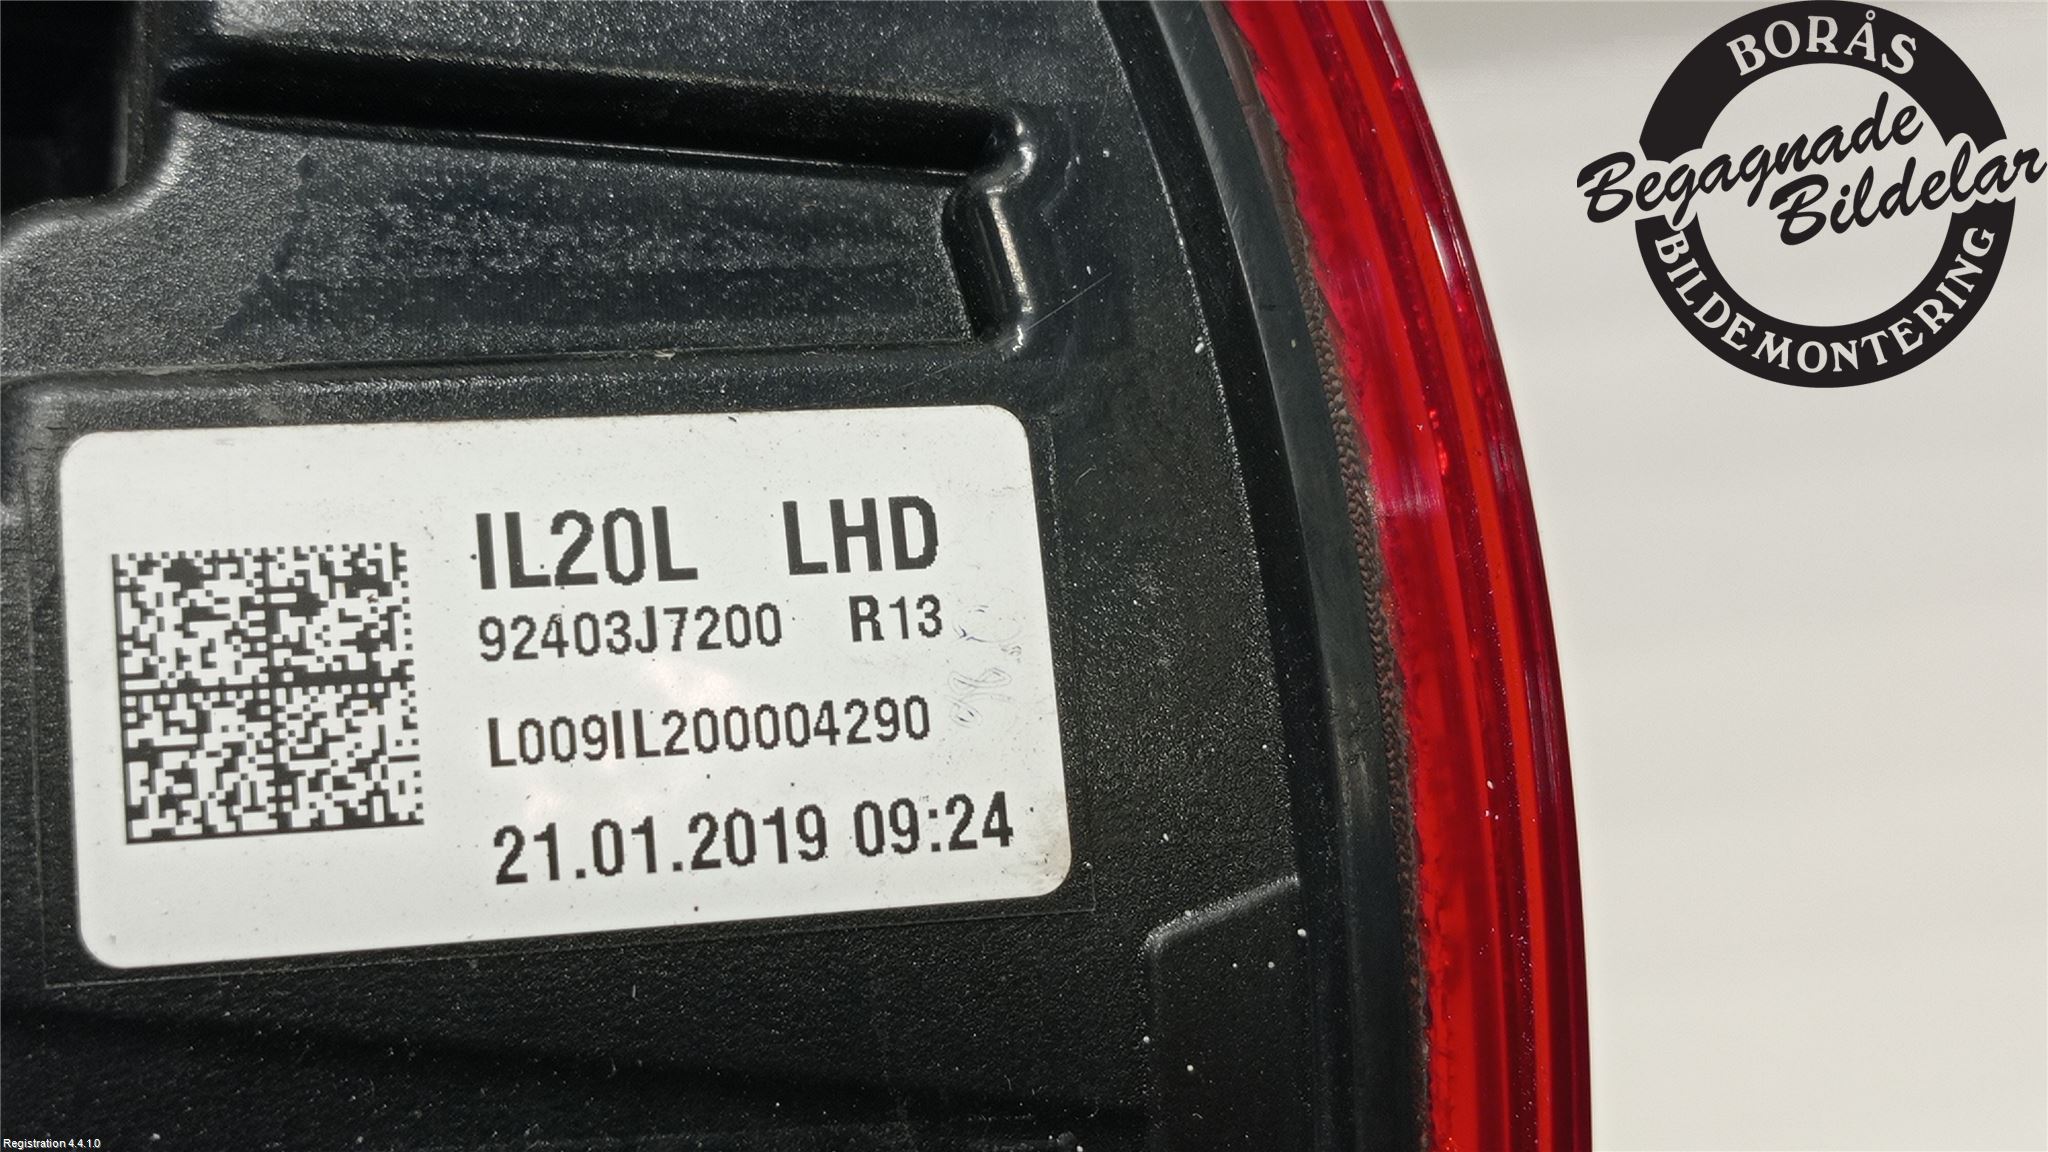 BORÅS
Begagnade
Bildelar
BILDEMONTERING
IL20L LHD
92403J7200 R13
L009IL200004290
21.01.2019 09:24
Registration 4.4.1.0